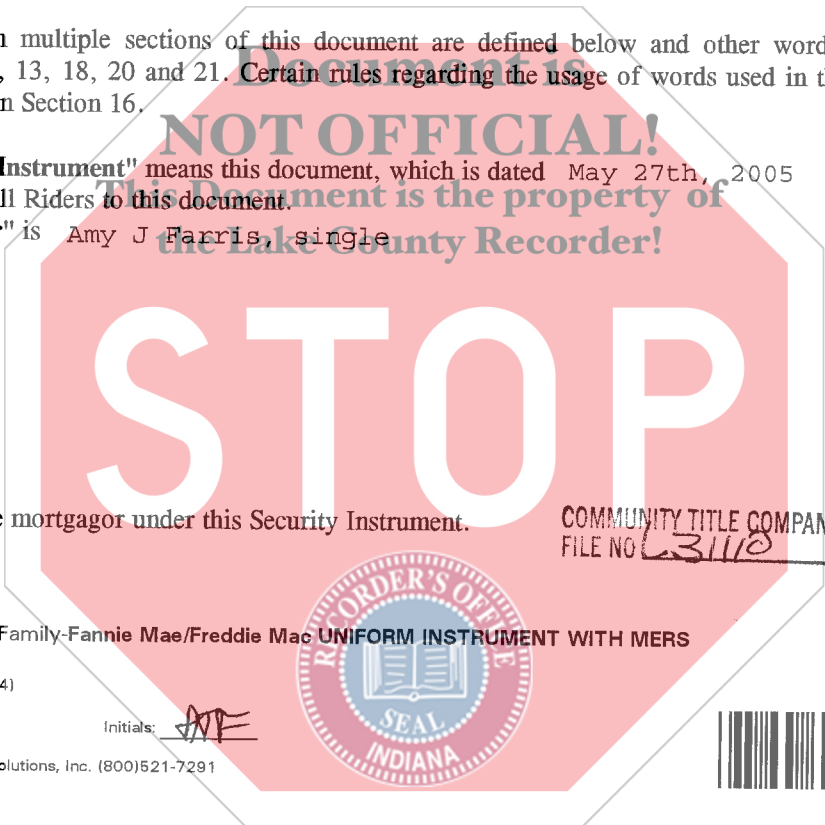 multiple sections of this document are defined below and other word
Document is
, 13, 18, 20 and 21. Certain rules regarding the usage of words used in
n Section 16.
NOT OFFICIAL!
Instrument" means this document, which is dated May 27th, 2005
ll Riders to this document.
This Document is the property of
" is Amy J Farris, single
the Lake County Recorder!
STOP
mortgagor under this Security Instrument.
COMMUNITY TITLE COMPAN
FILE NO L31110
RECORDER'S OFFICE
Family-Fannie Mae/Freddie Mac UNIFORM INSTRUMENT WITH MERS
4)
SEAL
Initials: AJF
INDIANA
olutions, Inc. (800)521-7291